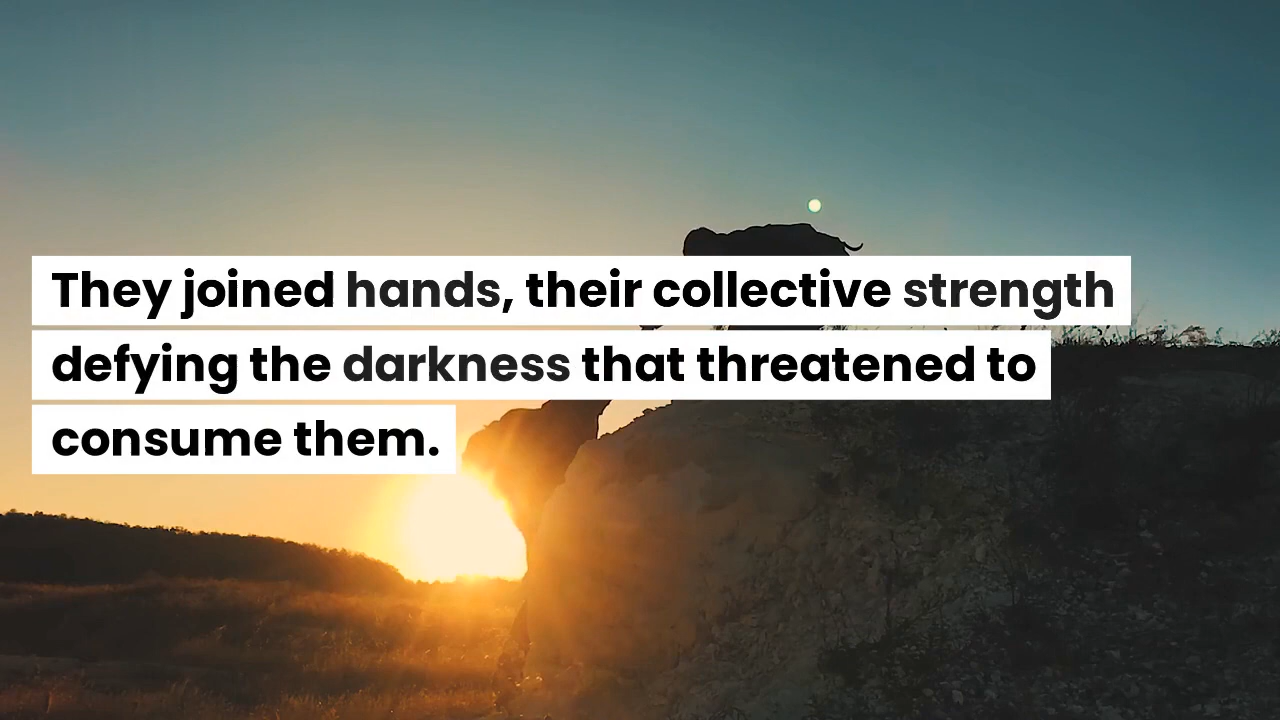 They joined hands, their collective strength
defying the darkness that threatened to
consume them.